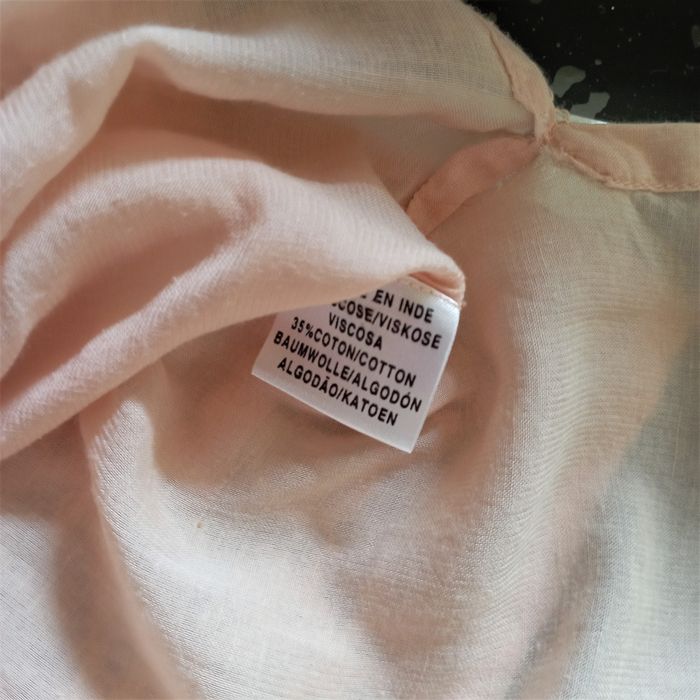 EN INDE
COSE/VISKOSE
VISCOSA
35%COTON/COTTON
BAUMWOLLE/ALGODÓN
ALGODÃO/KATOEN